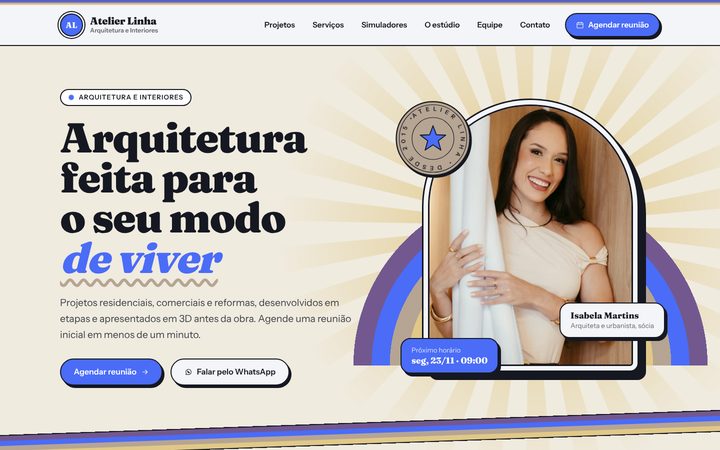 AL
Atelier Linha
Arquitetura e Interiores
Projetos
Serviços
Simuladores
O estúdio
Equipe
Contato
Agendar reunião
ARQUITETURA E INTERIORES
Arquitetura
feita para
o seu modo
de viver
Projetos residenciais, comerciais e reformas, desenvolvidos em
etapas e apresentados em 3D antes da obra. Agende uma reunião
inicial em menos de um minuto.
Agendar reunião →
Falar pelo WhatsApp
ATELIER LINHA · DESDE 2015 ·
Isabela Martins
Arquiteta e urbanista, sócia
Próximo horário
seg, 23/11 · 09:00